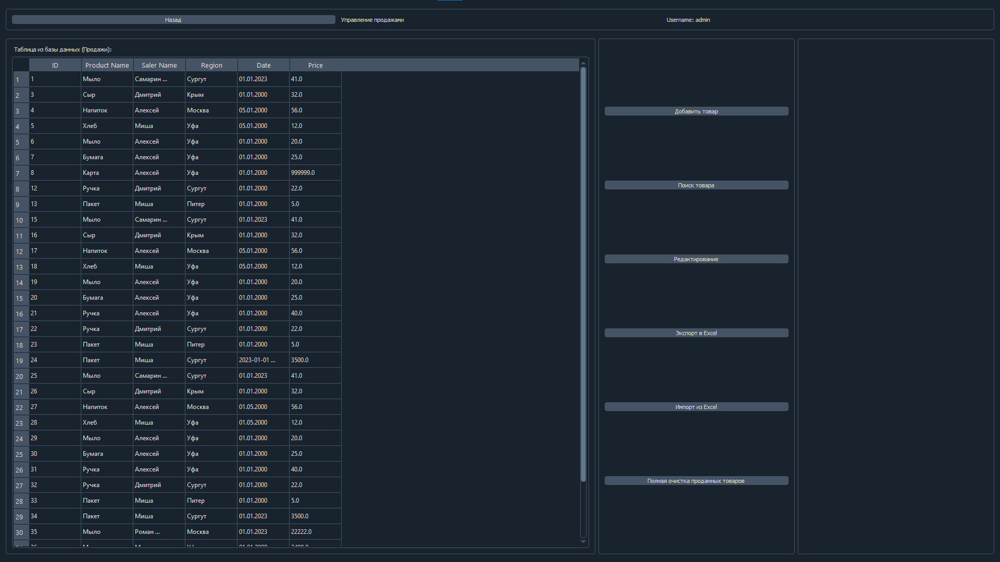 Назад Управление продажами Username: admin
Таблица из базы данных (Продажи):
ID Product Name Saler Name Region Date Price
1 1 Мыло Самарин ... Сургут 01.01.2023 41.0
2 3 Сыр Дмитрий Крым 01.01.2000 32.0
3 4 Напиток Алексей Москва 05.01.2000 56.0
4 5 Хлеб Миша Уфа 05.01.2000 12.0
5 6 Мыло Алексей Уфа 01.01.2000 20.0
6 7 Бумага Алексей Уфа 01.01.2000 25.0
7 8 Карта Алексей Уфа 01.01.2000 999999.0
8 12 Ручка Дмитрий Сургут 01.01.2000 22.0
9 13 Пакет Миша Питер 01.01.2000 5.0
10 15 Мыло Самарин ... Сургут 01.01.2023 41.0
11 16 Сыр Дмитрий Крым 01.01.2000 32.0
12 17 Напиток Алексей Москва 05.01.2000 56.0
13 18 Хлеб Миша Уфа 05.01.2000 12.0
14 19 Мыло Алексей Уфа 01.01.2000 20.0
15 20 Бумага Алексей Уфа 01.01.2000 25.0
16 21 Ручка Алексей Уфа 01.01.2000 40.0
17 22 Ручка Дмитрий Сургут 01.01.2000 22.0
18 23 Пакет Миша Питер 01.01.2000 5.0
19 24 Пакет Миша Сургут 2023-01-01 ... 3500.0
20 25 Мыло Самарин ... Сургут 01.01.2023 41.0
21 26 Сыр Дмитрий Крым 01.01.2000 32.0
22 27 Напиток Алексей Москва 01.05.2000 56.0
23 28 Хлеб Миша Уфа 01.05.2000 12.0
24 29 Мыло Алексей Уфа 01.01.2000 20.0
25 30 Бумага Алексей Уфа 01.01.2000 25.0
26 31 Ручка Алексей Уфа 01.01.2000 40.0
27 32 Ручка Дмитрий Сургут 01.01.2000 22.0
28 33 Пакет Миша Питер 01.01.2000 5.0
29 34 Пакет Миша Сургут 01.01.2023 3500.0
30 35 Мыло Роман ... Москва 01.01.2023 22222.0
Добавить товар
Поиск товара
Редактирование
Экспорт в Excel
Импорт из Excel
Полная очистка проданных товаров